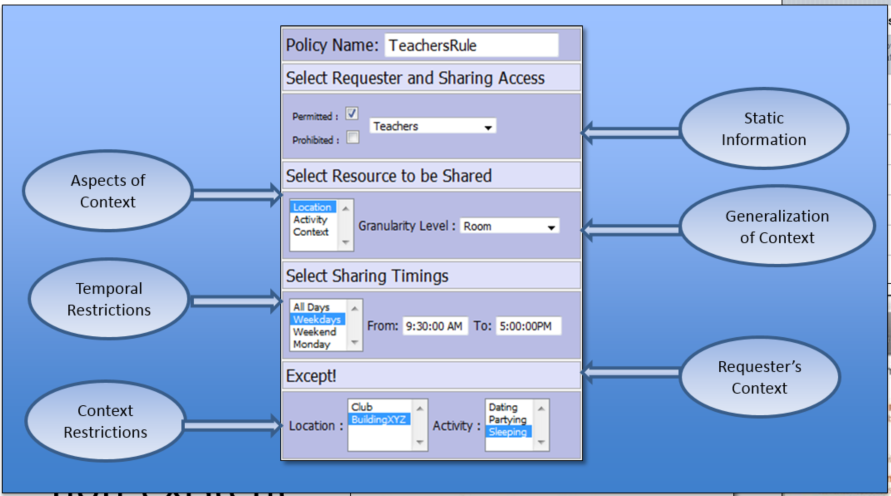 Policy Name: TeachersRule
Select Requester and Sharing Access
Permitted :
Teachers
Prohibited :
Static
Information
Aspects of
Context
Select Resource to be Shared
Location
Activity
Context
Granularity Level : Room
Generalization
of Context
Temporal
Restrictions
Select Sharing Timings
All Days
Weekdays
Weekend
Monday
From: 9:30:00 AM To: 5:00:00PM
Requester's
Context
Except!
Context
Restrictions
Location :
Club
BuildingXYZ
Activity :
Dating
Partying
Sleeping